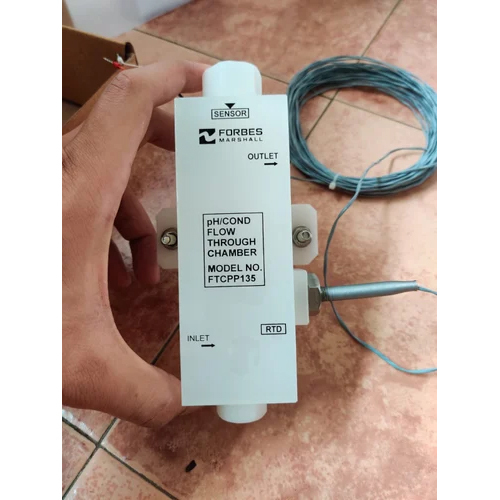 SENSOR
FORBES
MARSHALL
OUTLET
pH/COND
FLOW
THROUGH
CHAMBER
MODEL NO.
FTCPP135
RTD
INLET